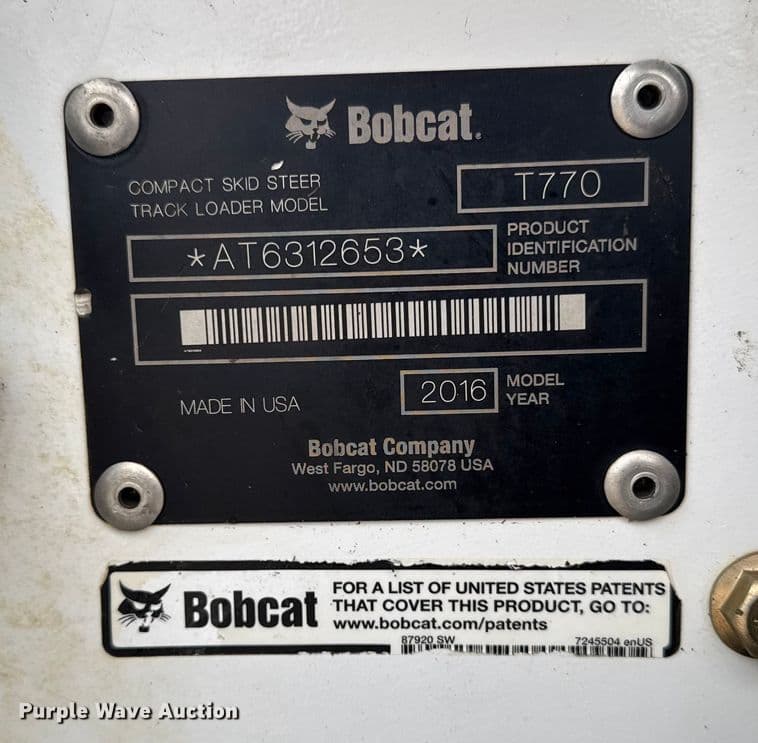 Bobcat.
COMPACT SKID STEER
TRACK LOADER MODEL
T770
*AT6312653*
PRODUCT
IDENTIFICATION
NUMBER
MADE IN USA
2016
MODEL
YEAR
Bobcat Company
West Fargo, ND 58078 USA
www.bobcat.com
Bobcat
FOR A LIST OF UNITED STATES PATENTS
THAT COVER THIS PRODUCT, GO TO:
www.bobcat.com/patents
87920 SW
7245504 enUS
Purple Wave Auction